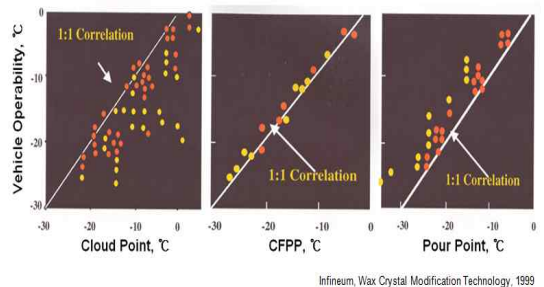 Vehicle Operability, ℃
0
-10
-20
-30
1:1 Correlation
-30 -20 -10 0
Cloud Point, ℃
1:1 Correlation
-30 -20 -10 0
CFPP, ℃
1:1 Correlation
-30 -20 -10 0
Pour Point, ℃
Infineum, Wax Crystal Modification Technology, 1999